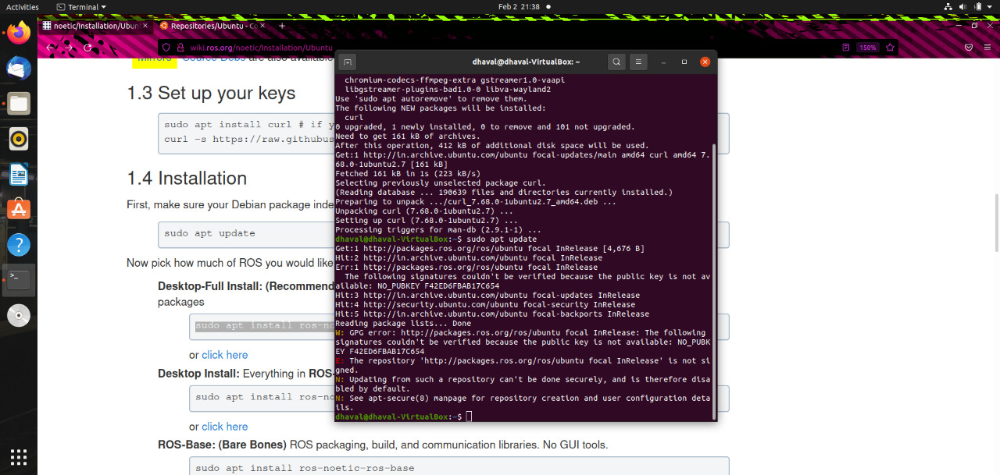 Activities
Terminal
Feb 2 21:38
noetic/Installation/Ubun
Repositories/Ubuntu - Co
wiki.ros.org/noetic/Installation/Ubuntu
150%
Mirrors Source Debs are also available
1.3 Set up your keys
sudo apt install curl # if y
curl -s https://raw.githubus
1.4 Installation
First, make sure your Debian package inde
sudo apt update
Now pick how much of ROS you would like
Desktop-Full Install: (Recommend
packages
sudo apt install ros-no
or click here
Desktop Install: Everything in ROS-
sudo apt install ros-no
or click here
ROS-Base: (Bare Bones) ROS packaging, build, and communication libraries. No GUI tools.
sudo apt install ros-noetic-ros-base
dhaval@dhaval-VirtualBox: ~
chromium-codecs-ffmpeg-extra gstreamer1.0-vaapi
libgstreamer-plugins-bad1.0-0 libva-wayland2
Use 'sudo apt autoremove' to remove them.
The following NEW packages will be installed:
curl
0 upgraded, 1 newly installed, 0 to remove and 101 not upgraded.
Need to get 161 kB of archives.
After this operation, 412 kB of additional disk space will be used.
Get:1 http://in.archive.ubuntu.com/ubuntu focal-updates/main amd64 curl amd64 7.
68.0-1ubuntu2.7 [161 kB]
Fetched 161 kB in 1s (223 kB/s)
Selecting previously unselected package curl.
(Reading database ... 190639 files and directories currently installed.)
Preparing to unpack .../curl_7.68.0-1ubuntu2.7_amd64.deb ...
Unpacking curl (7.68.0-1ubuntu2.7) ...
Setting up curl (7.68.0-1ubuntu2.7) ...
Processing triggers for man-db (2.9.1-1) ...
dhaval@dhaval-VirtualBox:~$ sudo apt update
Get:1 http://packages.ros.org/ros/ubuntu focal InRelease [4,676 B]
Hit:2 http://in.archive.ubuntu.com/ubuntu focal InRelease
Err:1 http://packages.ros.org/ros/ubuntu focal InRelease
The following signatures couldn't be verified because the public key is not av
ailable: NO_PUBKEY F42ED6FBAB17C654
Hit:3 http://in.archive.ubuntu.com/ubuntu focal-updates InRelease
Hit:4 http://security.ubuntu.com/ubuntu focal-security InRelease
Hit:5 http://in.archive.ubuntu.com/ubuntu focal-backports InRelease
Reading package lists... Done
W: GPG error: http://packages.ros.org/ros/ubuntu focal InRelease: The following
signatures couldn't be verified because the public key is not available: NO_PUBK
EY F42ED6FBAB17C654
E: The repository 'http://packages.ros.org/ros/ubuntu focal InRelease' is not si
gned.
N: Updating from such a repository can't be done securely, and is therefore disa
bled by default.
N: See apt-secure(8) manpage for repository creation and user configuration deta
ils.
dhaval@dhaval-VirtualBox:~$